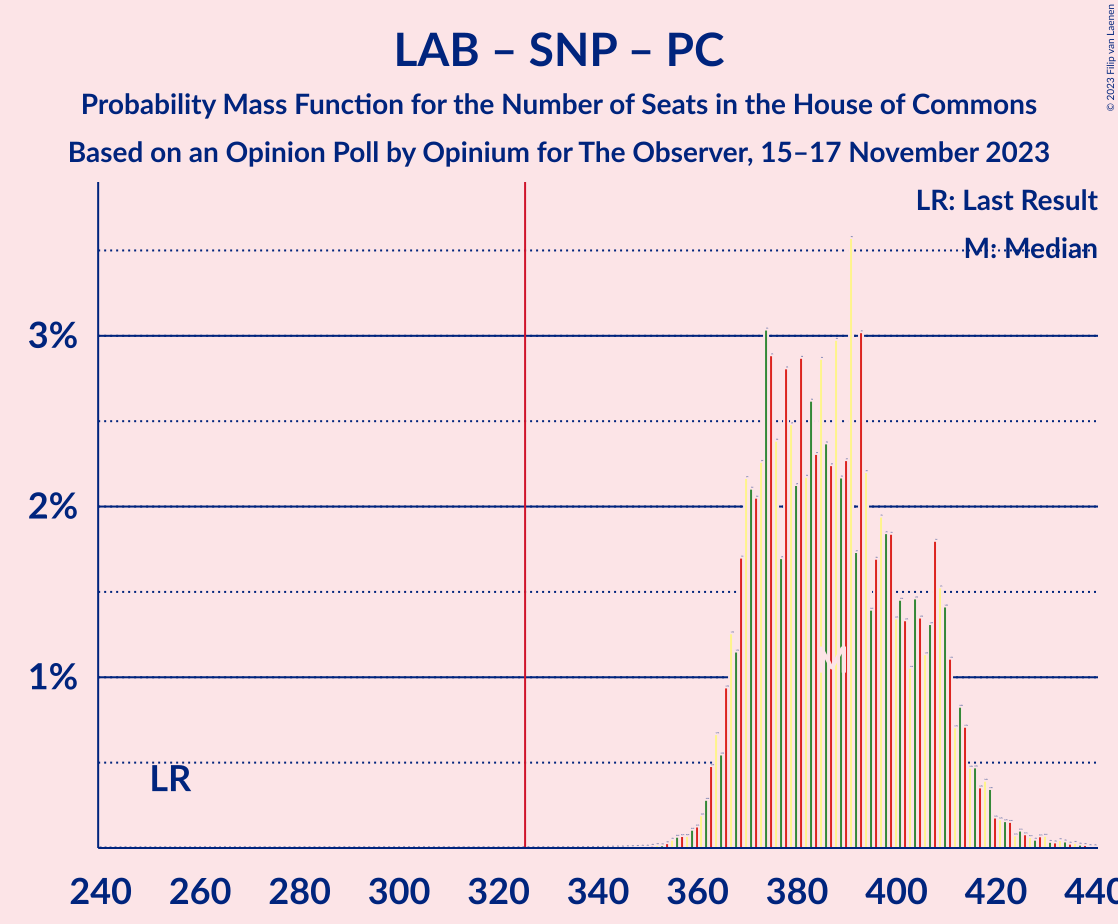 LAB – SNP – PC
Probability Mass Function for the Number of Seats in the House of Commons
Based on an Opinion Poll by Opinium for The Observer, 15–17 November 2023
© 2023 Filip van Laenen
LR: Last Result
M: Median
3%
2%
1%
LR
M
240 260 280 300 320 340 360 380 400 420 440